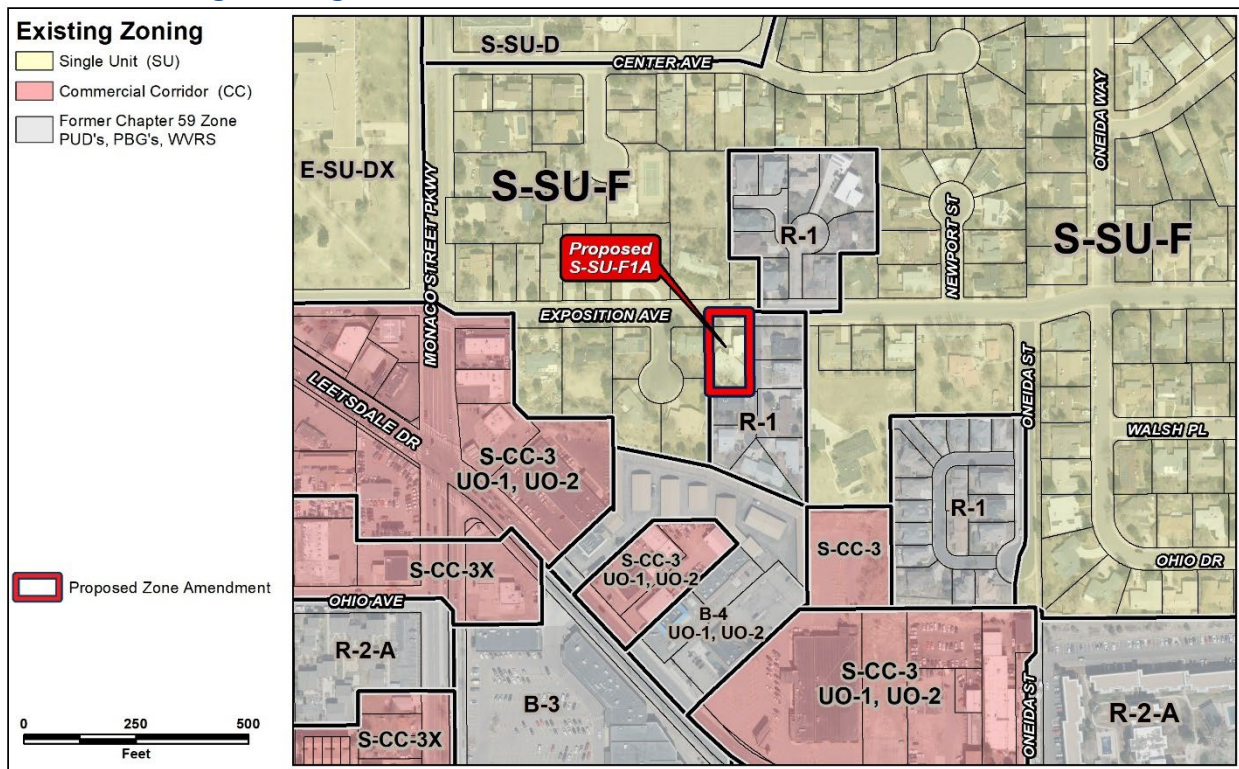 Existing Zoning
Single Unit (SU)
Commercial Corridor (CC)
Former Chapter 59 Zone
PUD's, PBG's, WVRS
Proposed Zone Amendment
0 250 500
Feet
S-SU-D
CENTER AVE
E-SU-DX
MONACO STREET PKWY
S-SU-F
R-1
NEWPORT ST
ONEIDA WAY
S-SU-F
Proposed
S-SU-F1A
EXPOSITION AVE
LEETSDALE DR
R-1
ONEIDA ST
WALSH PL
S-CC-3
UO-1, UO-2
R-1
S-CC-3
OHIO DR
S-CC-3X
S-CC-3
UO-1, UO-2
OHIO AVE
B-4
UO-1, UO-2
R-2-A
B-3
S-CC-3
UO-1, UO-2
ONEIDA ST
R-2-A
S-CC-3X